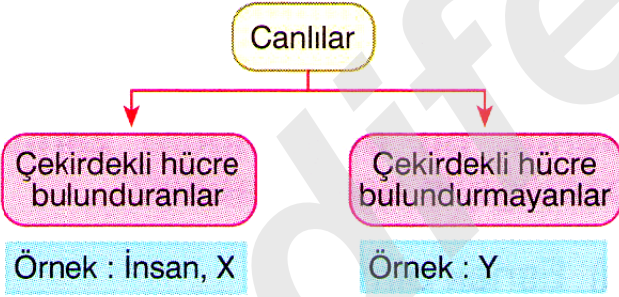 Canlılar
Çekirdekli hücre
bulunduranlar
Çekirdekli hücre
bulundurmayanlar
Örnek : İnsan, X
Örnek : Y